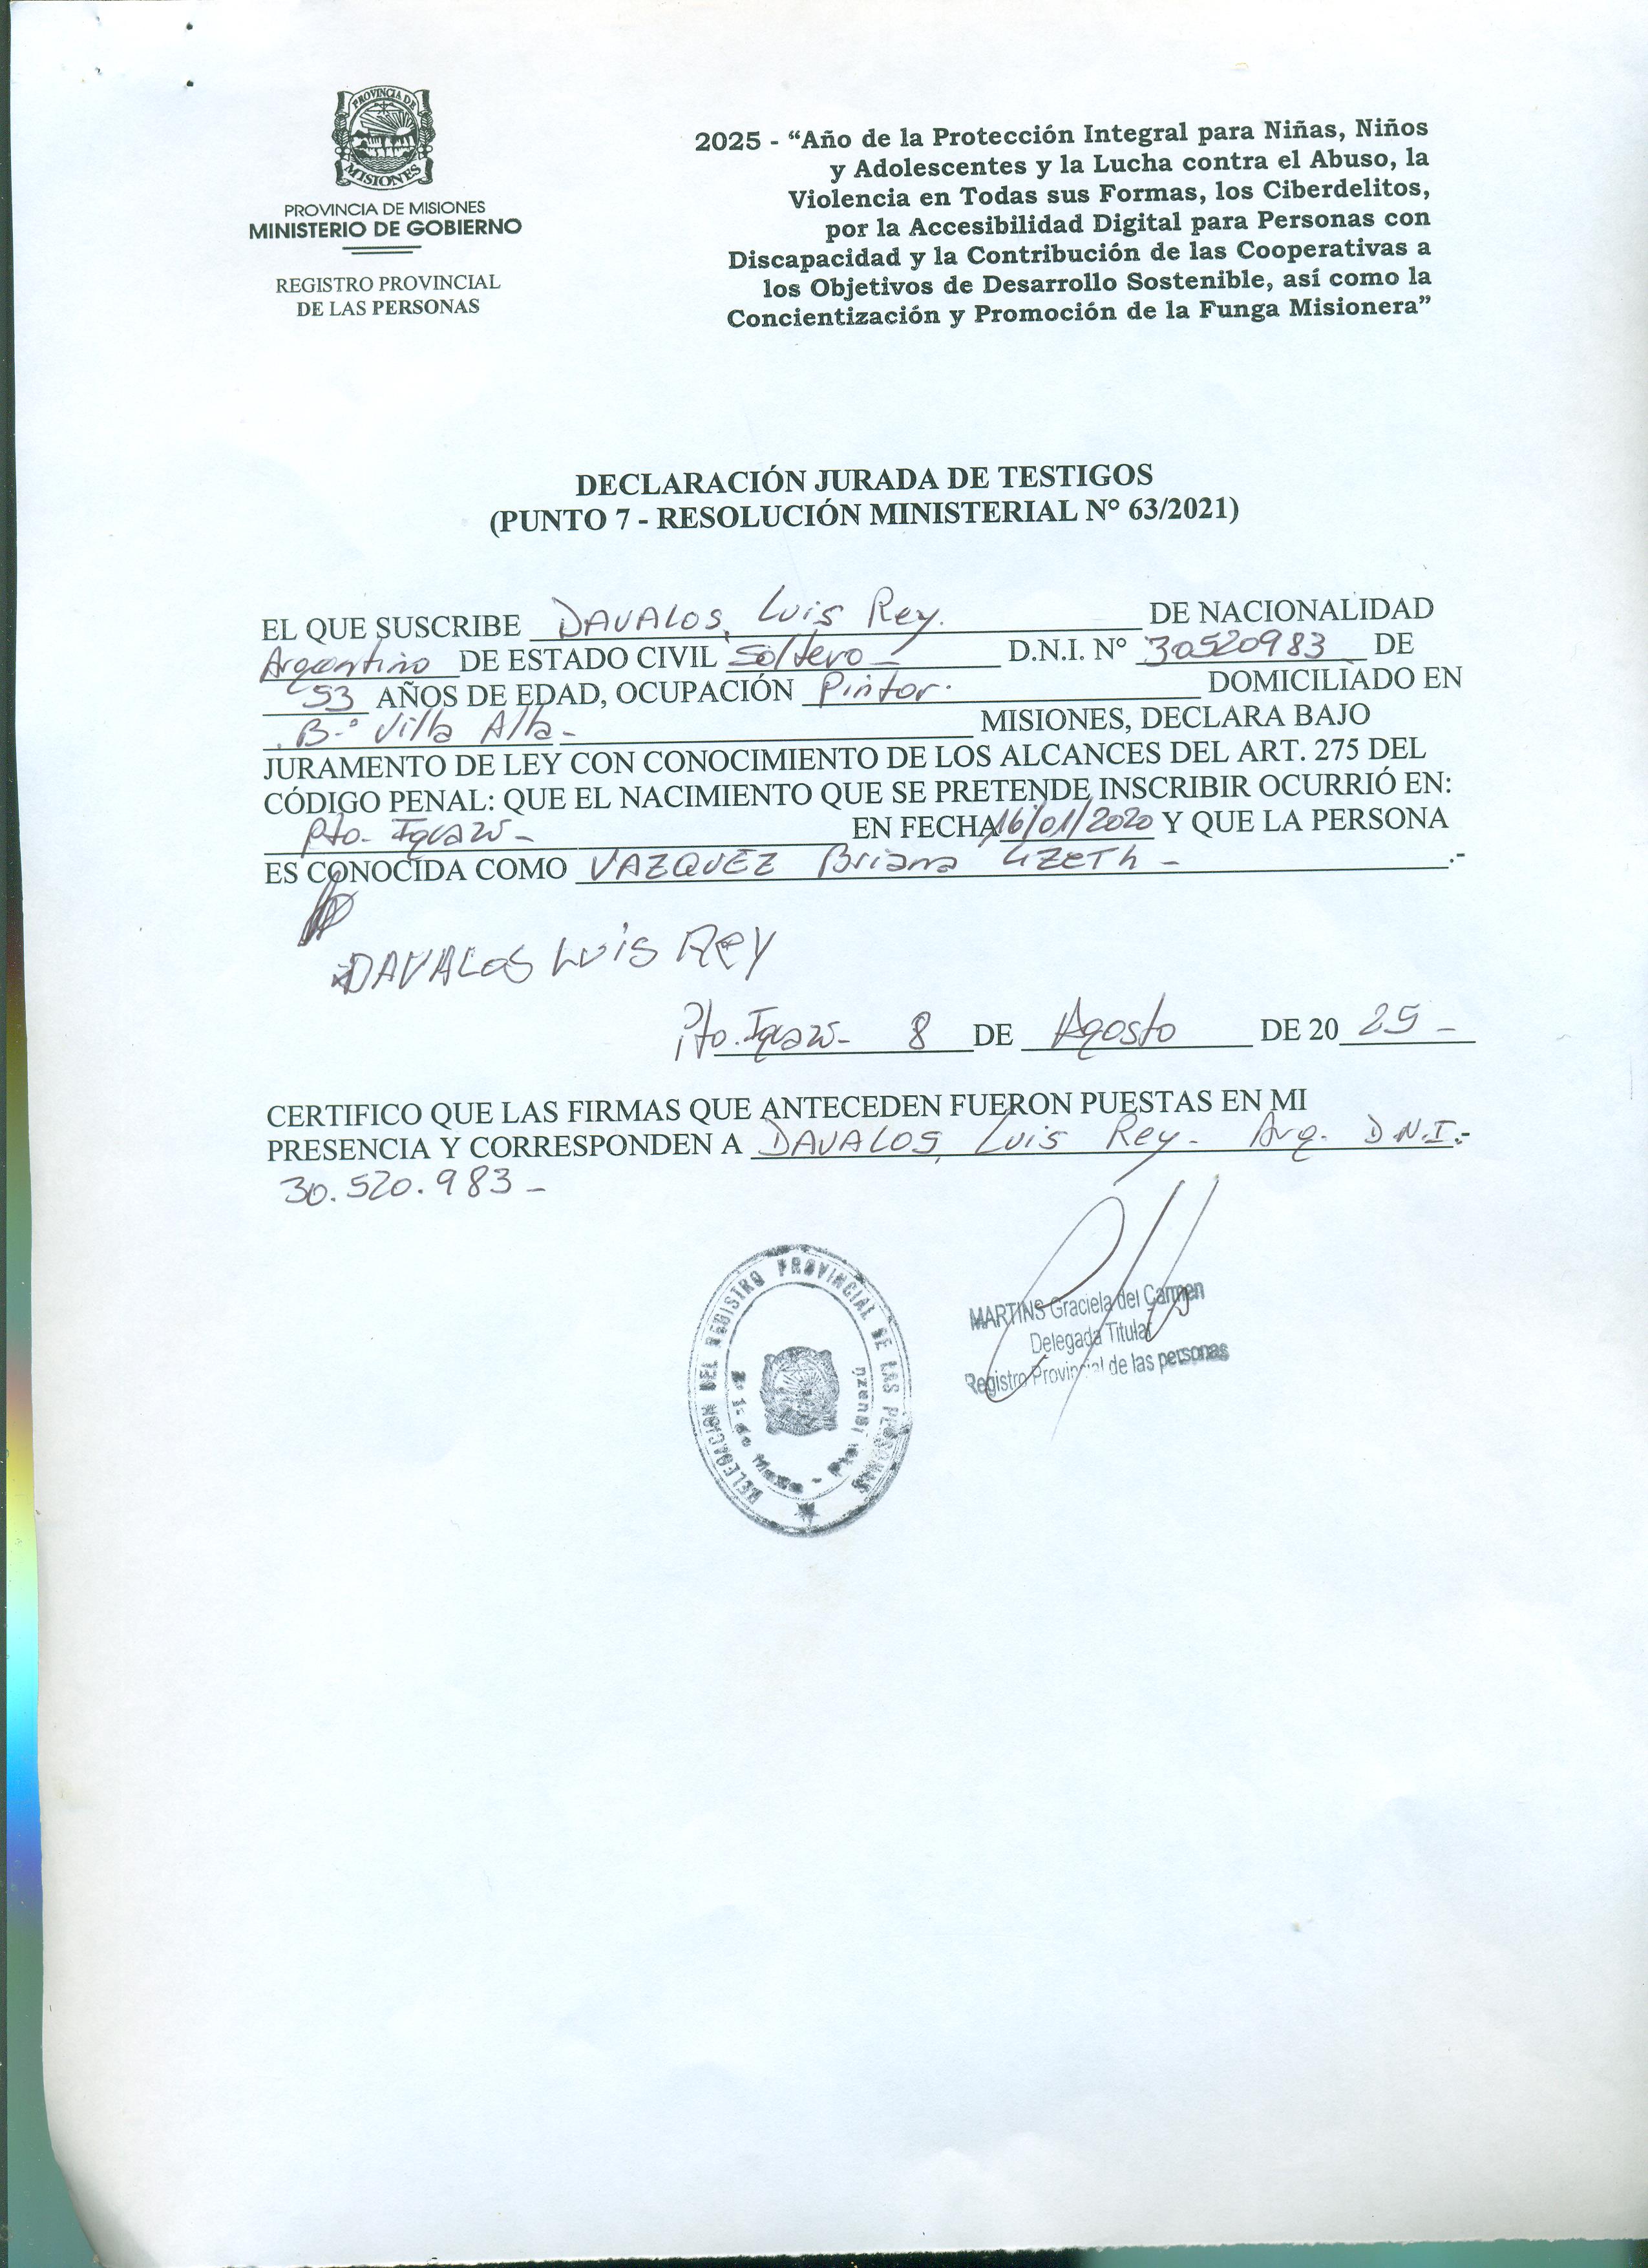 PROVINCIA DE
MISIONES
PROVINCIA DE MISIONES
MINISTERIO DE GOBIERNO
REGISTRO PROVINCIAL
DE LAS PERSONAS
2025 - “Año de la Protección Integral para Niñas, Niños
y Adolescentes y la Lucha contra el Abuso, la
Violencia en Todas sus Formas, los Ciberdelitos,
por la Accesibilidad Digital para Personas con
Discapacidad y la Contribución de las Cooperativas a
los Objetivos de Desarrollo Sostenible, así como la
Concientización y Promoción de la Funga Misionera”
DECLARACIÓN JURADA DE TESTIGOS
(PUNTO 7 - RESOLUCIÓN MINISTERIAL N° 63/2021)
EL QUE SUSCRIBE DAVALOS, Luis Rey. DE NACIONALIDAD
Argentino DE ESTADO CIVIL Soltero - D.N.I. N° 30520983 DE
53 AÑOS DE EDAD, OCUPACIÓN Pintor. DOMICILIADO EN
B.º Villa Alta - MISIONES, DECLARA BAJO
JURAMENTO DE LEY CON CONOCIMIENTO DE LOS ALCANCES DEL ART. 275 DEL
CÓDIGO PENAL: QUE EL NACIMIENTO QUE SE PRETENDE INSCRIBIR OCURRIÓ EN:
Pto. Iguazú - EN FECHA 16/01/2020 Y QUE LA PERSONA
ES CONOCIDA COMO VAZQUEZ Briana LizeTh - .-
DAVALOS LUIS REY
Pto. Iguazú - 8 DE Agosto DE 20 25 -
CERTIFICO QUE LAS FIRMAS QUE ANTECEDEN FUERON PUESTAS EN MI
PRESENCIA Y CORRESPONDEN A DAVALOS, Luis Rey - Arg. D.N.I.-
30.520.983 -
DELEGACION DEL REGISTRO PROVINCIAL DE LAS PERSONAS
MARTINS Graciela del Carmen
Delegada Titular
Registro Provincial de las personas